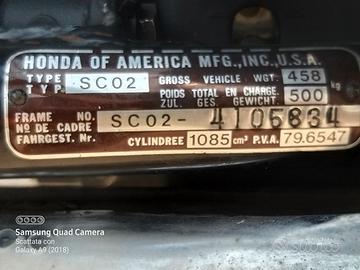 HONDA OF AMERICA MFG., INC., U.S.A.
TYPE SC02 GROSS VEHICLE WGT. 458
TYP. POIDS TOTAL EN CHARGE 500 kg
ZUL. GES. GEWICHT.
FRAME NO. SC02-4105834
Nº DE CADRE
FAHRGEST. Nr. CYLINDREE 1085 cm³ P.V.A. 79.6547
SAMSUNG Quad Camera
Scattata con
Galaxy A9 (2018)